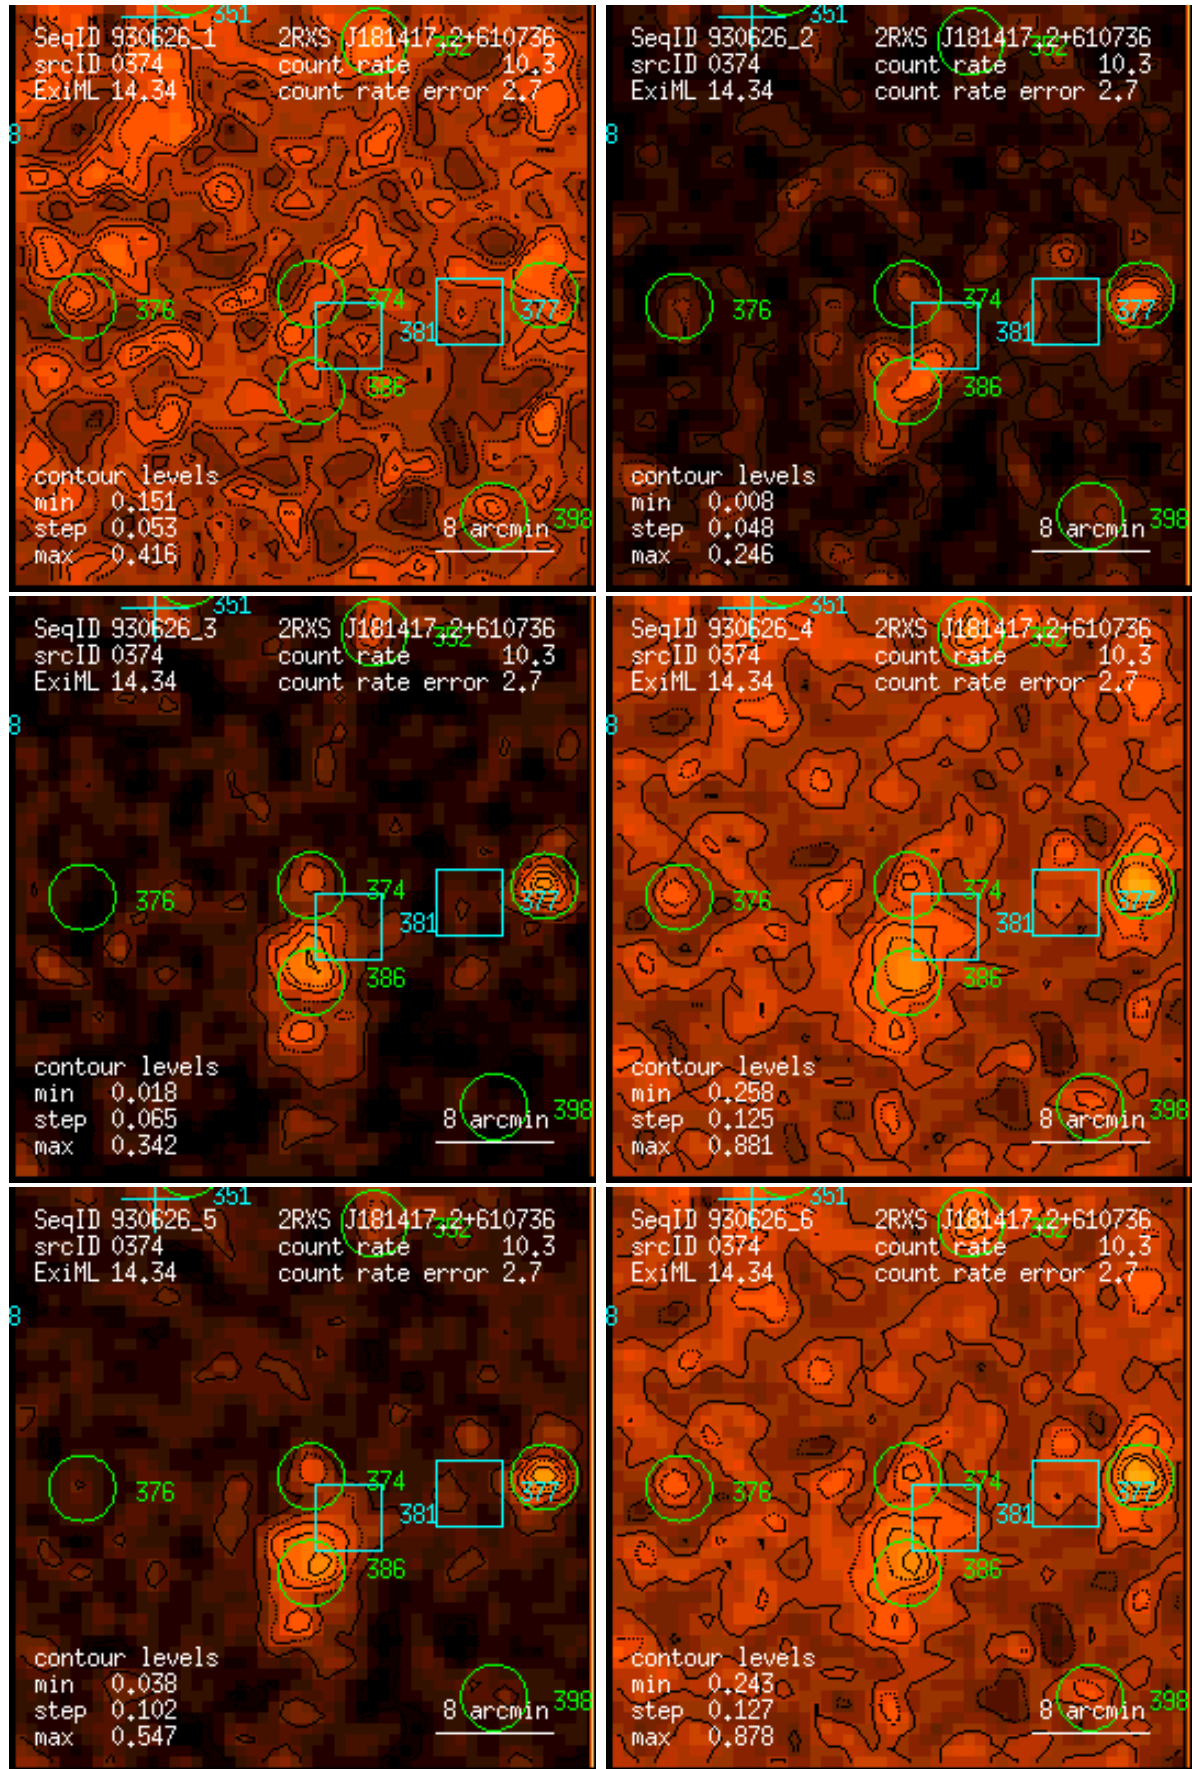 351
SeqID 930626_1 2RXS J181417.2+610736
352
srcID 0374 count rate 10.3
ExiML 14.34 count rate error 2.7
8
374
376 377
381
386
contour levels
min 0.151
step 0.053
max 0.416
8 arcmin 398
351
SeqID 930626_2 2RXS J181417.2+610736
352
srcID 0374 count rate 10.3
ExiML 14.34 count rate error 2.7
8
374
376 377
381
386
contour levels
min 0.008
step 0.048
max 0.246
8 arcmin 398
351
SeqID 930626_3 2RXS J181417.2+610736
352
srcID 0374 count rate 10.3
ExiML 14.34 count rate error 2.7
8
374
376 377
381
386
contour levels
min 0.018
step 0.065
max 0.342
8 arcmin 398
351
SeqID 930626_4 2RXS J181417.2+610736
352
srcID 0374 count rate 10.3
ExiML 14.34 count rate error 2.7
8
374
376 377
381
386
contour levels
min 0.258
step 0.125
max 0.881
8 arcmin 398
351
SeqID 930626_5 2RXS J181417.2+610736
352
srcID 0374 count rate 10.3
ExiML 14.34 count rate error 2.7
8
374
376 377
381
386
contour levels
min 0.038
step 0.102
max 0.547
8 arcmin 398
351
SeqID 930626_6 2RXS J181417.2+610736
352
srcID 0374 count rate 10.3
ExiML 14.34 count rate error 2.7
8
374
376 377
381
386
contour levels
min 0.243
step 0.127
max 0.878
8 arcmin 398